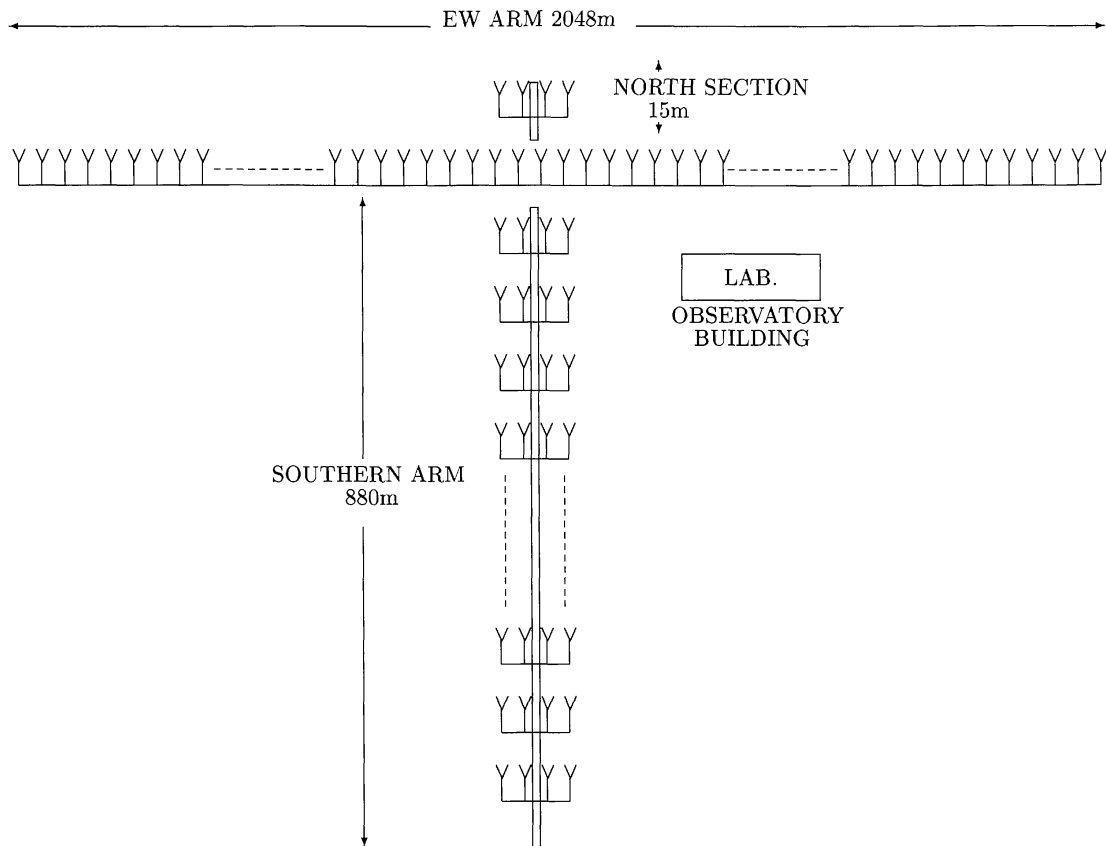 EW ARM 2048m
NORTH SECTION
15m
LAB.
OBSERVATORY
BUILDING
SOUTHERN ARM
880m